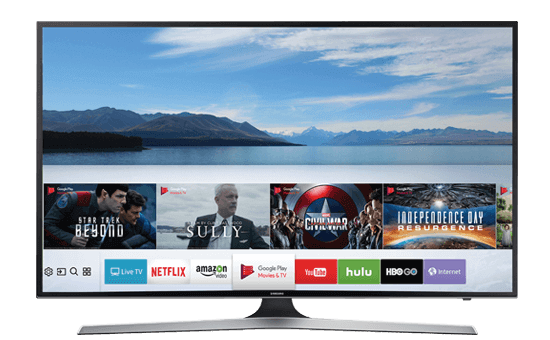 Google Play
STAR TREK
BEYOND
Google Play
SULLY
Google Play
CIVIL WAR
Google Play
INDEPENDENCE DAY
RESURGENCE
Live TV
NETFLIX
amazon
video
Google Play
Movies & TV
YouTube
hulu
HBO GO
Internet
SAMSUNG